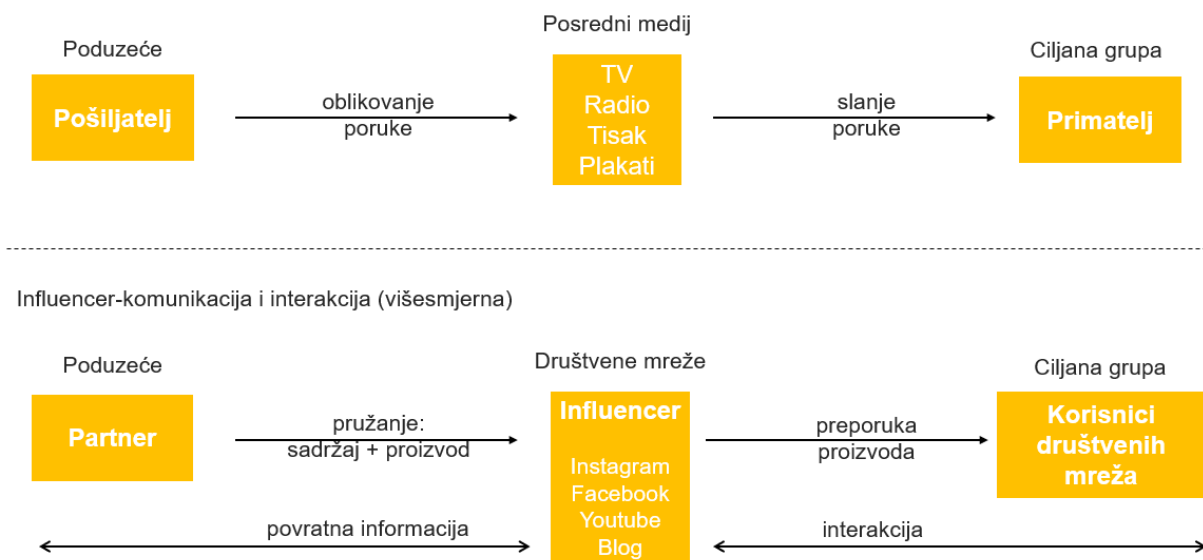 Poduzeće
Posredni medij
Ciljana grupa
Pošiljatelj
oblikovanje
poruke
TV
Radio
Tisak
Plakati
slanje
poruke
Primatelj
Influencer-komunikacija i interakcija (višesmjerna)
Poduzeće
Društvene mreže
Ciljana grupa
Partner
pružanje:
sadržaj + proizvod
Influencer
Instagram
Facebook
Youtube
Blog
preporuka
proizvoda
Korisnici
društvenih
mreža
povratna informacija
interakcija